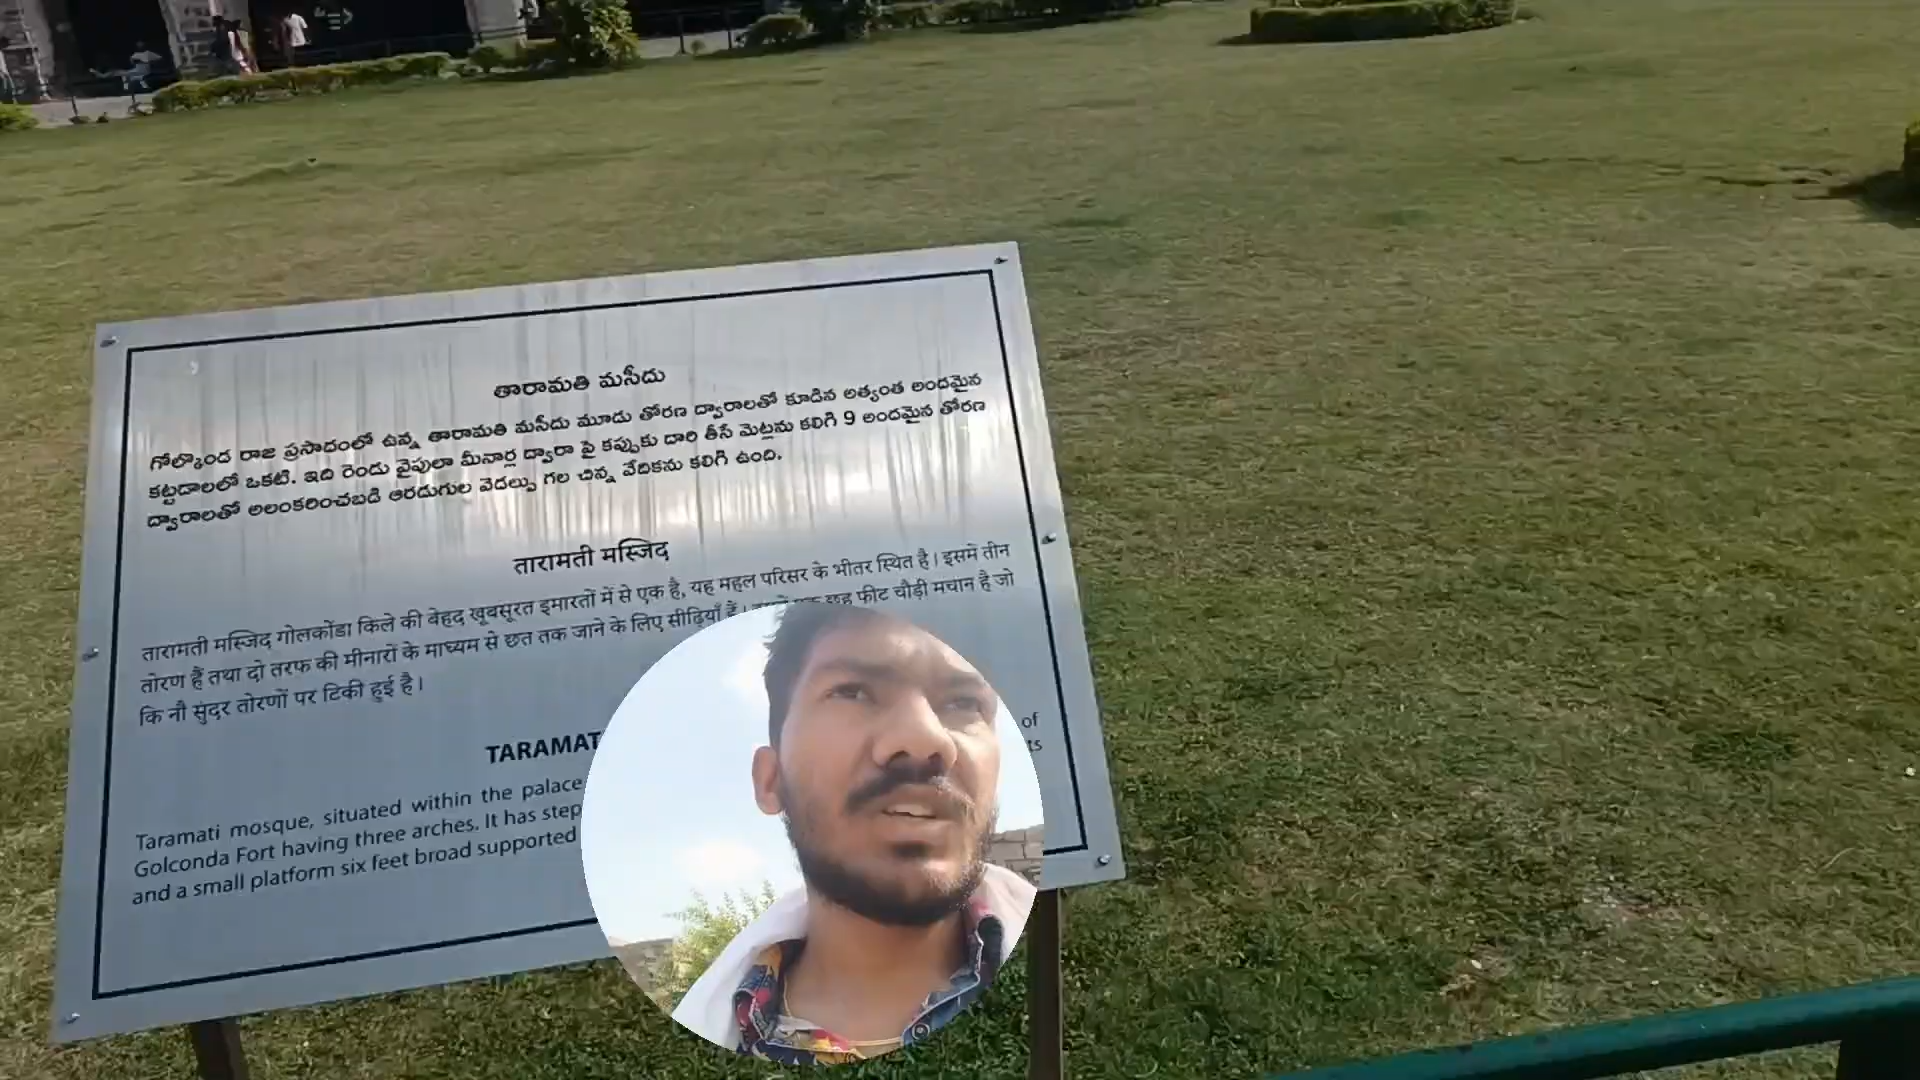 తారామతి మసీదు
గోల్కొండ రాజ ప్రసాదంలో ఉన్న తారామతి మసీదు మూడు తోరణ ద్వారాలతో కూడిన అత్యంత అందమైన
కట్టడాలలో ఒకటి. ఇది రెండు వైపులా మీనార్ల ద్వారా పై కప్పుకు దారి తీసే మెట్లను కలిగి 9 అందమైన తోరణ
ద్వారాలతో అలంకరించబడి ఆరడుగుల వెడల్పు గల చిన్న వేదికను కలిగి ఉంది.
तारामती मस्जिद
तारामती मस्जिद गोलकोंडा किले की बेहद खूबसूरत इमारतों में से एक है, यह महल परिसर के भीतर स्थित है। इसमें तीन
तोरण हैं तथा दो तरफ की मीनारों के माध्यम से छत तक जाने के लिए सीढ़ियाँ हैं। छह फीट चौड़ी मचान है जो
कि नौ सुंदर तोरणों पर टिकी हुई है।
TARAMAT
Taramati mosque, situated within the palace of
Golconda Fort having three arches. It has step ts
and a small platform six feet broad supported